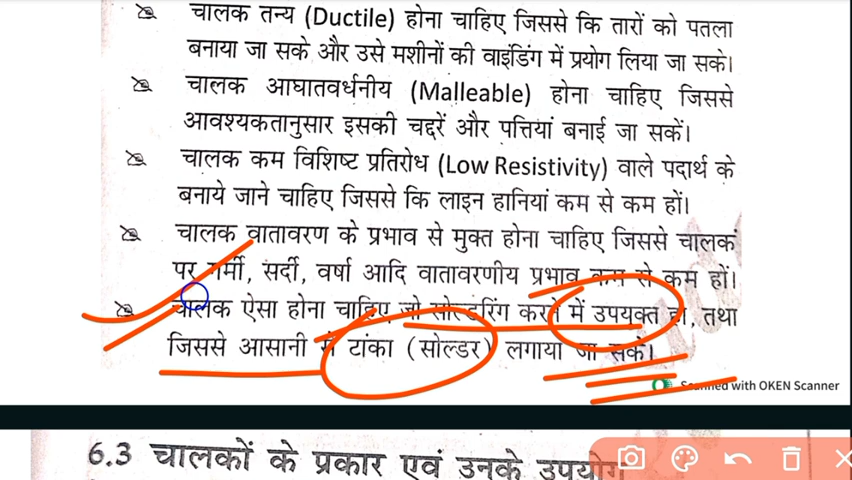 चालक तन्य (Ductile) होना चाहिए जिससे कि तारों को पतला
बनाया जा सके और उसे मशीनों की वाइंडिंग में प्रयोग लिया जा सके।
चालक आघातवर्धनीय (Malleable) होना चाहिए जिससे
आवश्यकतानुसार इसकी चद्दरें और पत्तियां बनाई जा सकें।
चालक कम विशिष्ट प्रतिरोध (Low Resistivity) वाले पदार्थ के
बनाये जाने चाहिए जिससे कि लाइन हानियां कम से कम हों।
चालक वातावरण के प्रभाव से मुक्त होना चाहिए जिससे चालक
पर गर्मी, सर्दी, वर्षा आदि वातावरणीय प्रभाव कम से कम हों।
चालक ऐसा होना चाहिए जो सोल्डरिंग करने में उपयुक्त हो, तथा
जिससे आसानी से टांका (सोल्डर) लगाया जा सके।
Scanned with OKEN Scanner
6.3 चालकों के प्रकार एवं उनके उपयोग